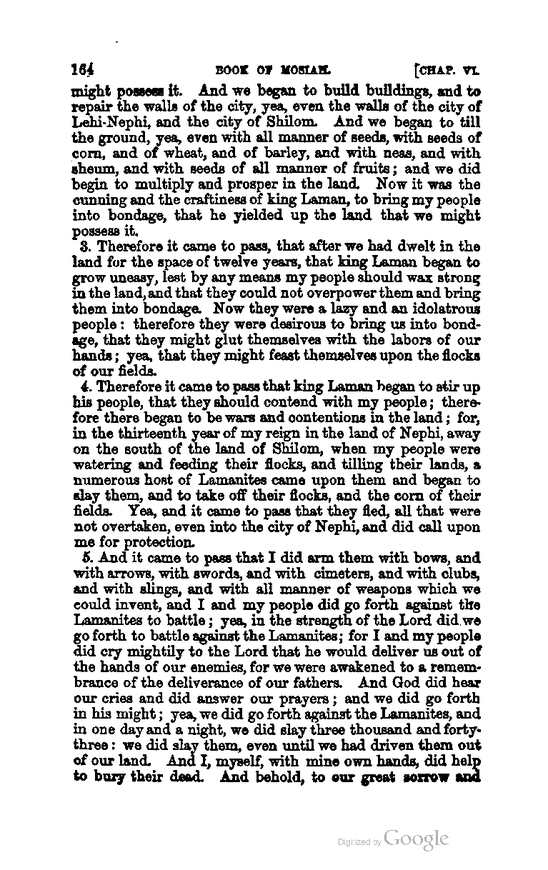 164 BOOK OF MOSIAH. [CHAP. VI.
might possess it. And we began to build buildings, and to
repair the walls of the city, yea, even the walls of the city of
Lehi-Nephi, and the city of Shilom. And we began to till
the ground, yea, even with all manner of seeds, with seeds of
corn, and of wheat, and of barley, and with neas, and with
sheum, and with seeds of all manner of fruits; and we did
begin to multiply and prosper in the land. Now it was the
cunning and the craftiness of king Laman, to bring my people
into bondage, that he yielded up the land that we might
possess it.
3. Therefore it came to pass, that after we had dwelt in the
land for the space of twelve years, that king Laman began to
grow uneasy, lest by any means my people should wax strong
in the land, and that they could not overpower them and bring
them into bondage. Now they were a lazy and an idolatrous
people: therefore they were desirous to bring us into bond-
age, that they might glut themselves with the labors of our
hands; yea, that they might feast themselves upon the flocks
of our fields.
4. Therefore it came to pass that king Laman began to stir up
his people, that they should contend with my people; there-
fore there began to be wars and contentions in the land; for,
in the thirteenth year of my reign in the land of Nephi, away
on the south of the land of Shilom, when my people were
watering and feeding their flocks, and tilling their lands, a
numerous host of Lamanites came upon them and began to
slay them, and to take off their flocks, and the corn of their
fields. Yea, and it came to pass that they fled, all that were
not overtaken, even into the city of Nephi, and did call upon
me for protection.
5. And it came to pass that I did arm them with bows, and
with arrows, with swords, and with cimeters, and with clubs,
and with slings, and with all manner of weapons which we
could invent, and I and my people did go forth against the
Lamanites to battle; yea, in the strength of the Lord did we
go forth to battle against the Lamanites; for I and my people
did cry mightily to the Lord that he would deliver us out of
the hands of our enemies, for we were awakened to a remem-
brance of the deliverance of our fathers. And God did hear
our cries and did answer our prayers; and we did go forth
in his might; yea, we did go forth against the Lamanites, and
in one day and a night, we did slay three thousand and forty-
three: we did slay them, even until we had driven them out
of our land. And I, myself, with mine own hands, did help
to bury their dead. And behold, to our great sorrow and
Digitized by Google